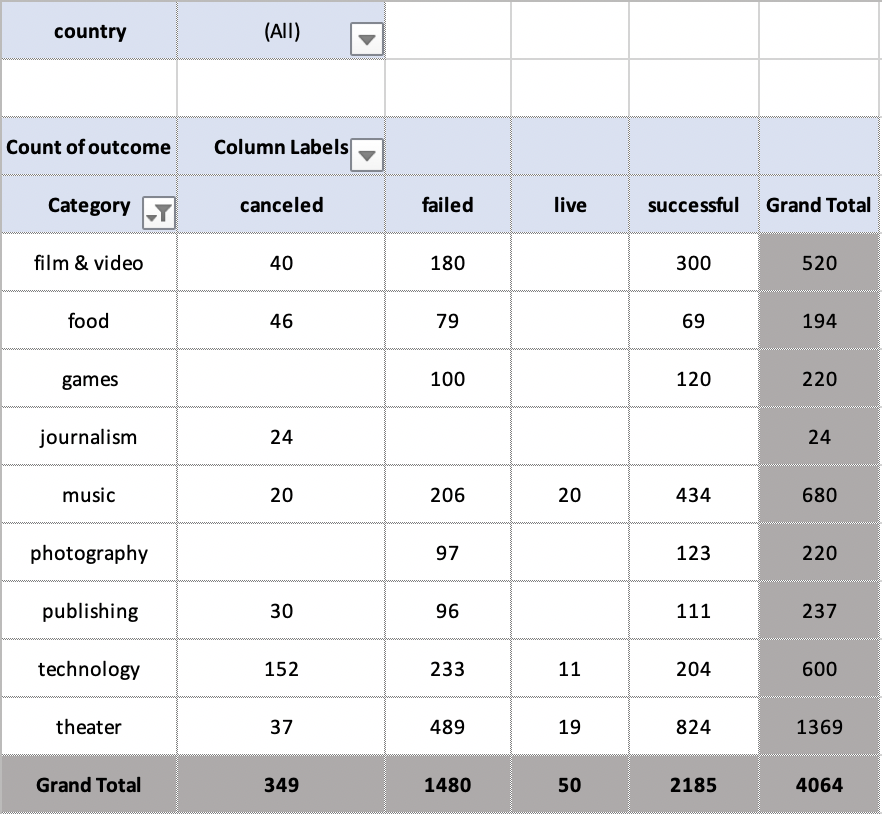 country (All)
Count of outcome Column Labels
Category canceled failed live successful Grand Total
film & video 40 180 300 520
food 46 79 69 194
games 100 120 220
journalism 24 24
music 20 206 20 434 680
photography 97 123 220
publishing 30 96 111 237
technology 152 233 11 204 600
theater 37 489 19 824 1369
Grand Total 349 1480 50 2185 4064